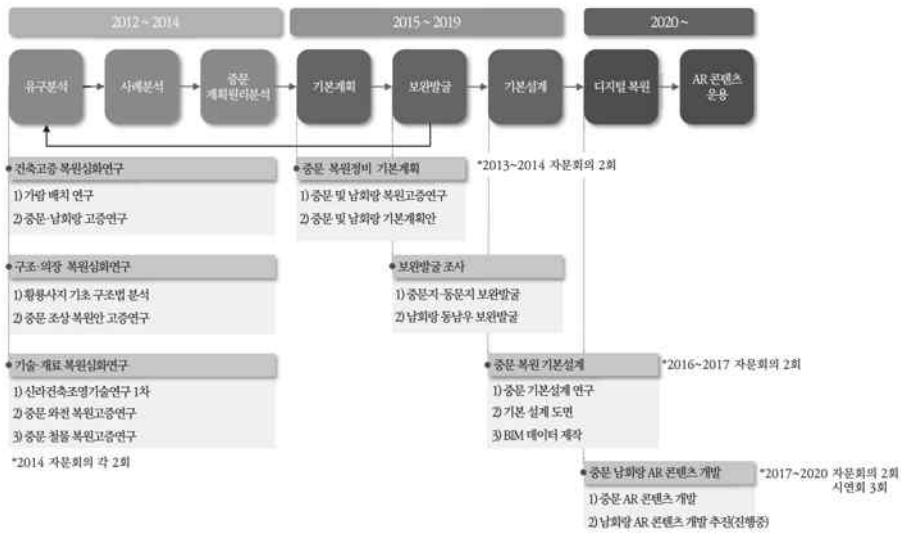 2012 ~ 2014
2015 ~ 2019
2020 ~
유구분석
사례분석
중문
계획원리분석
기본계획
보완발굴
기본설계
디지털 복원
AR 콘텐츠
운용
건축고증 복원심화연구
1) 가람 배치 연구
2) 중문·남회랑 고증연구
중문 복원정비 기본계획
1) 중문 및 남회랑 복원고증연구
2) 중문 및 남회랑 기본계획안
*2013~2014 자문회의 2회
구조·의장 복원심화연구
1) 황룡사지 기초 구조법 분석
2) 중문 조상 복원안 고증연구
보완발굴 조사
1) 중문지·동문지 보완발굴
2) 남회랑 동남우 보완발굴
기술·재료 복원심화연구
1) 신라건축조영기술연구 1차
2) 중문 와전 복원고증연구
3) 중문 철물 복원고증연구
*2014 자문회의 각 2회
중문 복원 기본설계
1) 중문 기본설계 연구
2) 기본 설계 도면
3) BIM 데이터 제작
*2016~2017 자문회의 2회
중문 남회랑 AR 콘텐츠 개발
1) 중문 AR 콘텐츠 개발
2) 남회랑 AR 콘텐츠 개발 추진(진행중)
*2017~2020 자문회의 2회
시연회 3회